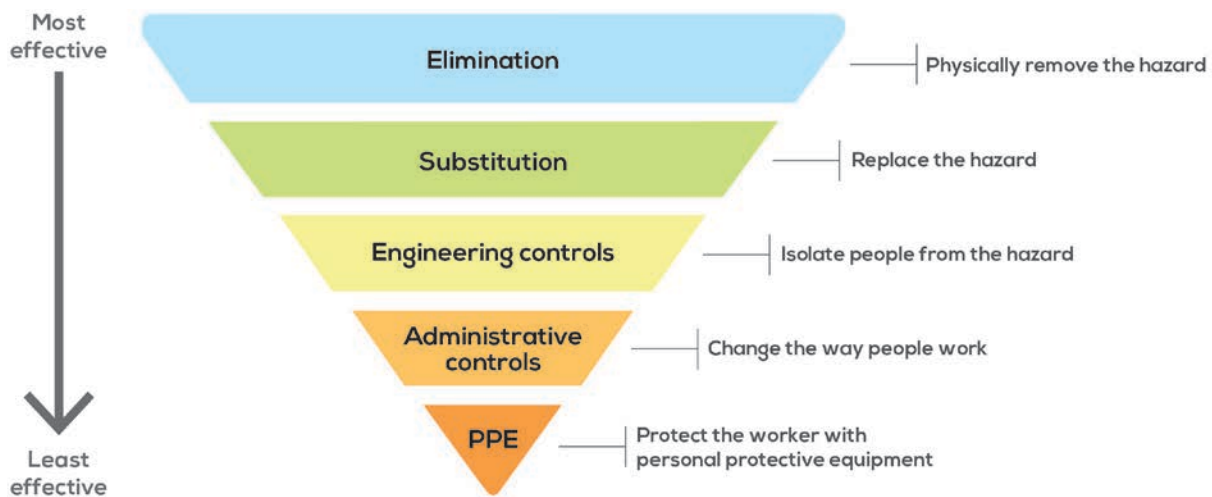 Most
effective
Elimination
Physically remove the hazard
Substitution
Replace the hazard
Engineering controls
Isolate people from the hazard
Administrative
controls
Change the way people work
PPE
Protect the worker with
personal protective equipment
Least
effective